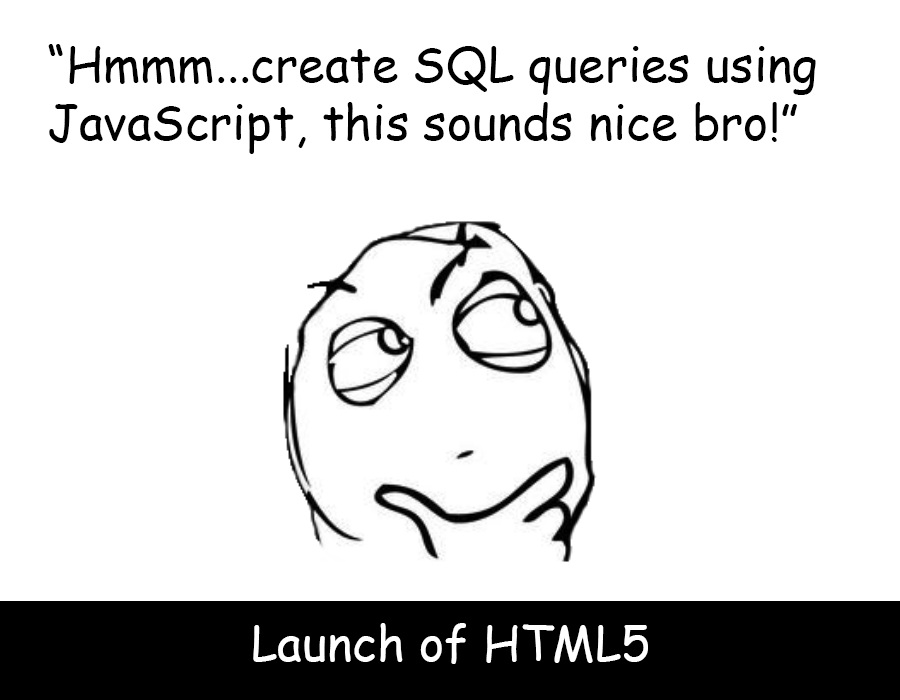 “Hmmm...create SQL queries using
JavaScript, this sounds nice bro!”
Launch of HTML5